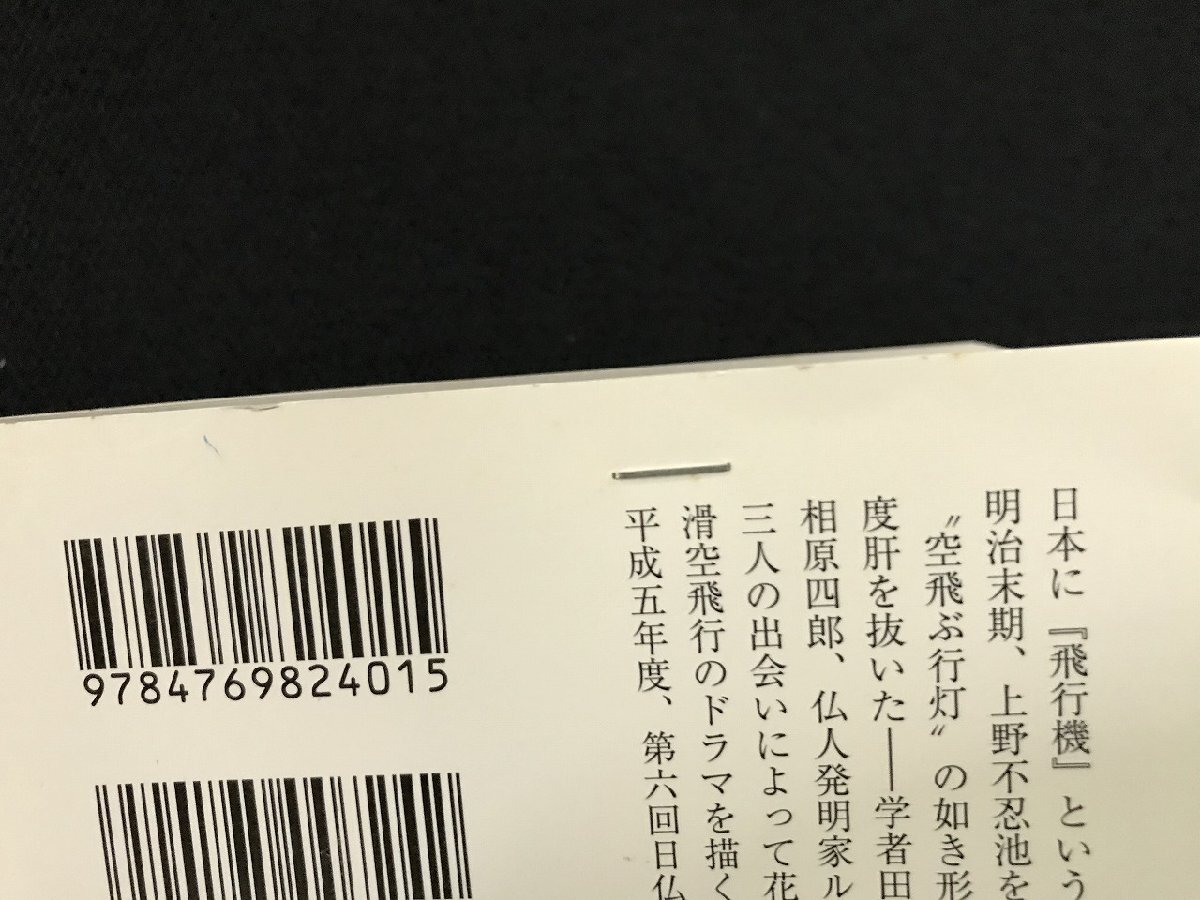 日本に『飛行機』という
明治末期、上野不忍池を
〝空飛ぶ行灯〟の如き形
度肝を抜いた――学者田
相原四郎、仏人発明家ル
三人の出会いによって花
滑空飛行のドラマを描く
平成五年度、第六回日仏
9784769824015